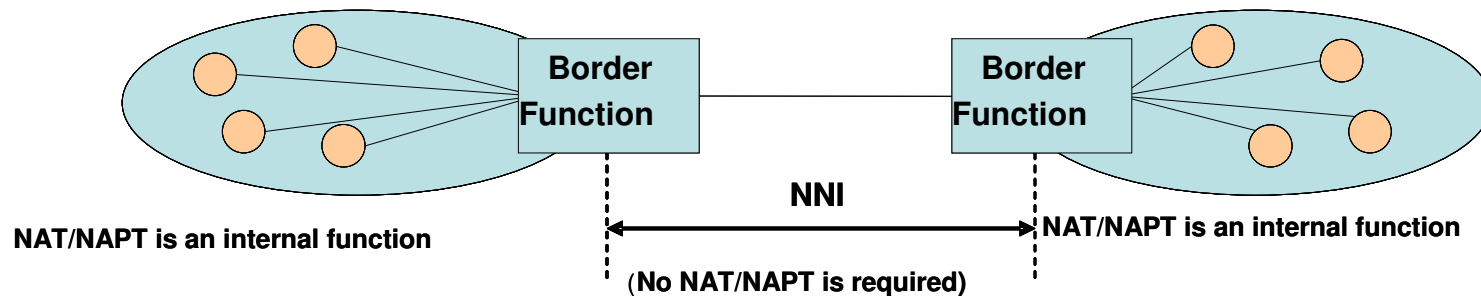 Border
Function
Border
Function
NNI
NAT/NAPT is an internal function
NAT/NAPT is an internal function
(No NAT/NAPT is required)